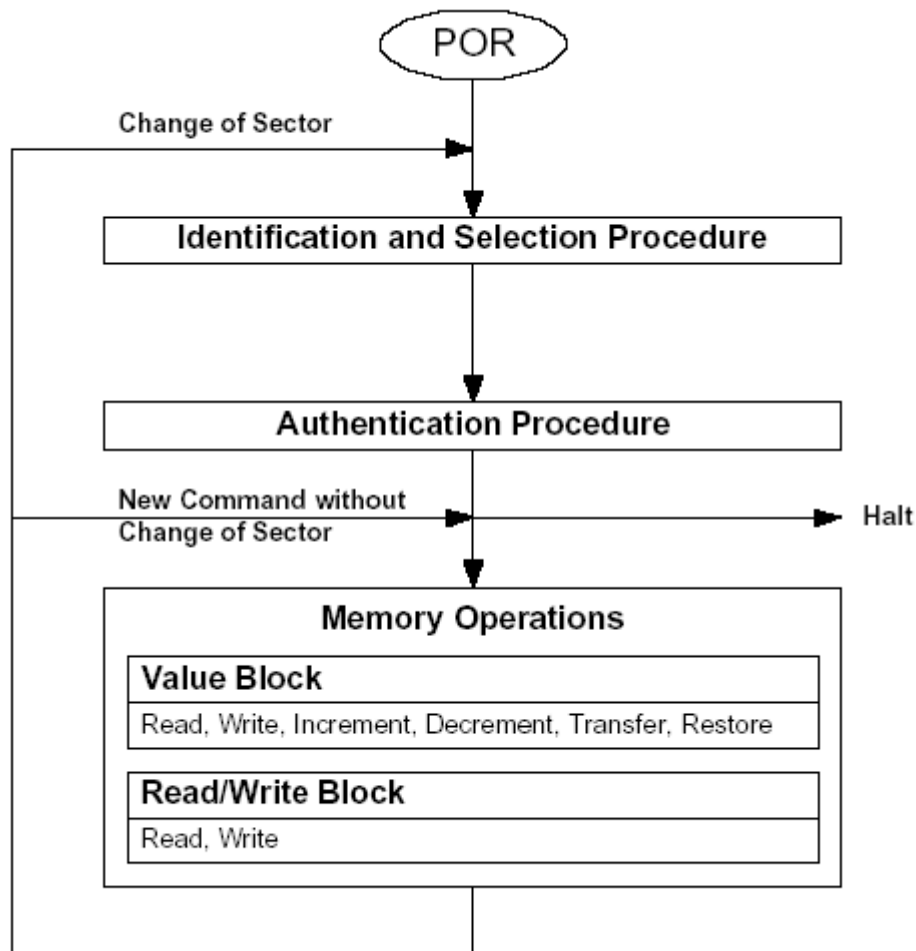 POR
Change of Sector
Identification and Selection Procedure
Authentication Procedure
New Command without
Change of Sector
Halt
Memory Operations
Value Block
Read, Write, Increment, Decrement, Transfer, Restore
Read/Write Block
Read, Write